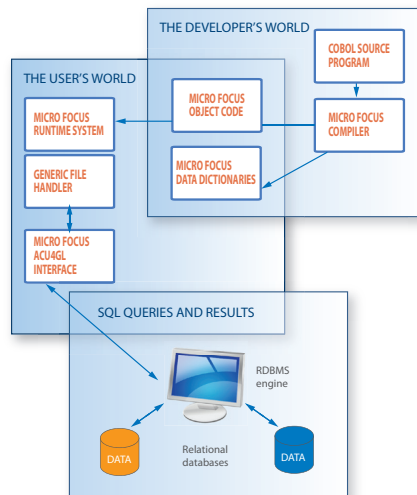 THE DEVELOPER'S WORLD
COBOL SOURCE
PROGRAM
THE USER'S WORLD
MICRO FOCUS
OBJECT CODE
MICRO FOCUS
RUNTIME SYSTEM
MICRO FOCUS
COMPILER
GENERIC FILE
HANDLER
MICRO FOCUS
DATA DICTIONARIES
MICRO FOCUS
ACU4GL
INTERFACE
SQL QUERIES AND RESULTS
RDBMS
engine
DATA
Relational
databases
DATA